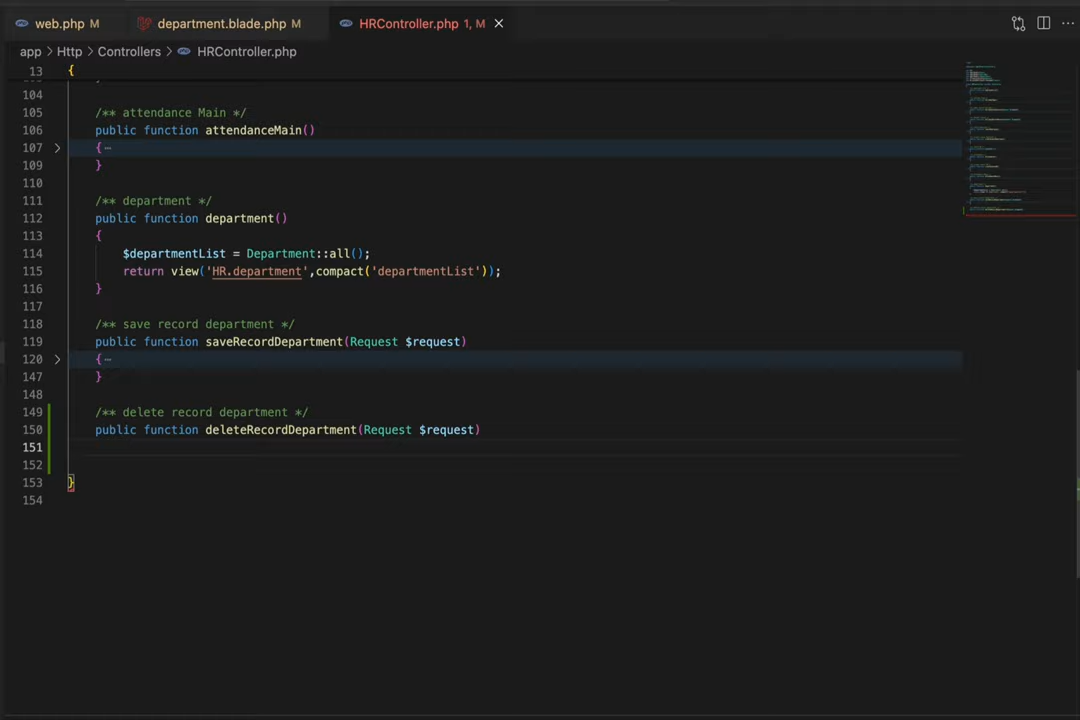 web.php M department.blade.php M HRController.php 1, M
app > Http > Controllers > HRController.php
13 {
104
105 /** attendance Main */
106 public function attendanceMain()
107 {
109 }
110
111 /** department */
112 public function department()
113 {
114 $departmentList = Department::all();
115 return view('HR.department',compact('departmentList'));
116 }
117
118 /** save record department */
119 public function saveRecordDepartment(Request $request)
120 {
147 }
148
149 /** delete record department */
150 public function deleteRecordDepartment(Request $request)
151
152
153 }
154